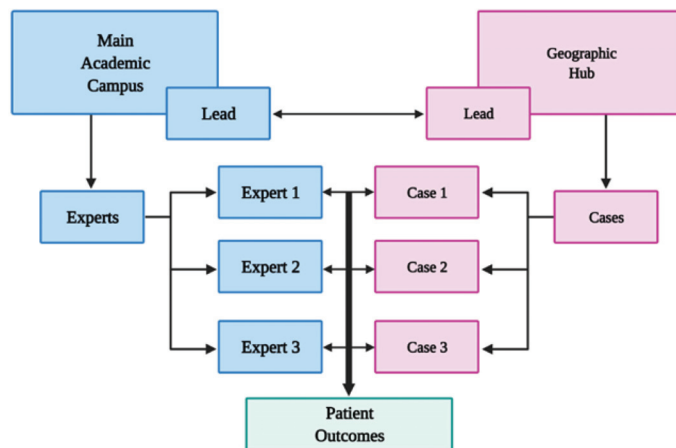 Main
Academic
Campus
Lead
Geographic
Hub
Lead
Experts
Expert 1
Case 1
Cases
Expert 2
Case 2
Expert 3
Case 3
Patient
Outcomes